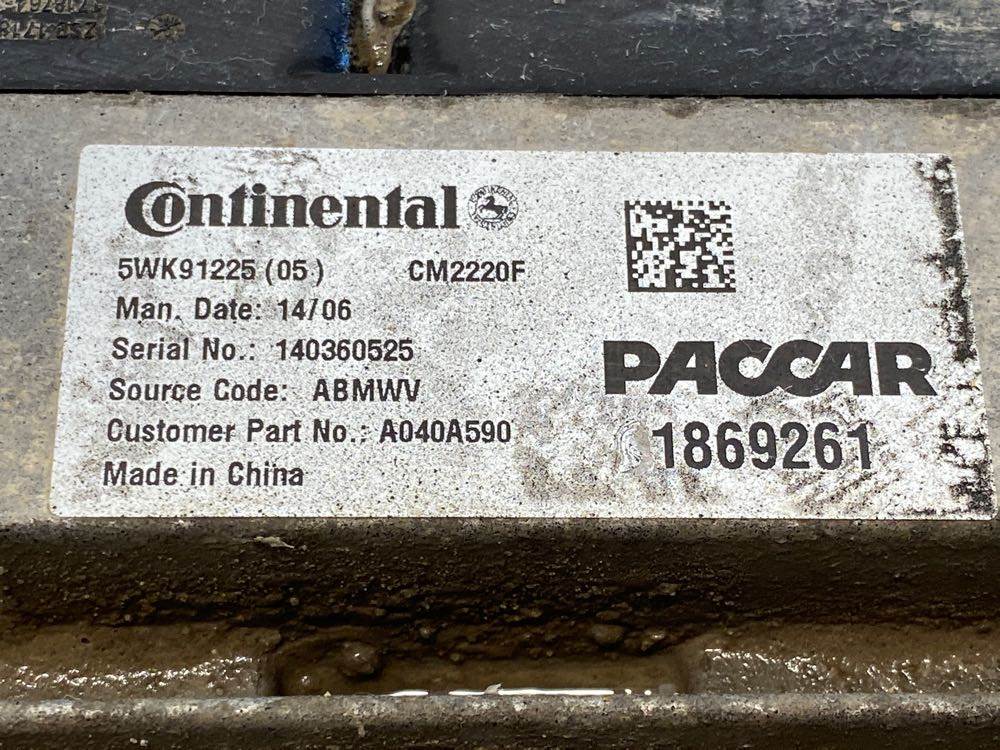 Continental
5WK91225 (05) CM2220F
Man. Date: 14/06
Serial No.: 140360525
Source Code: ABMWV
Customer Part No.: A040A590
Made in China
PACCAR
1869261